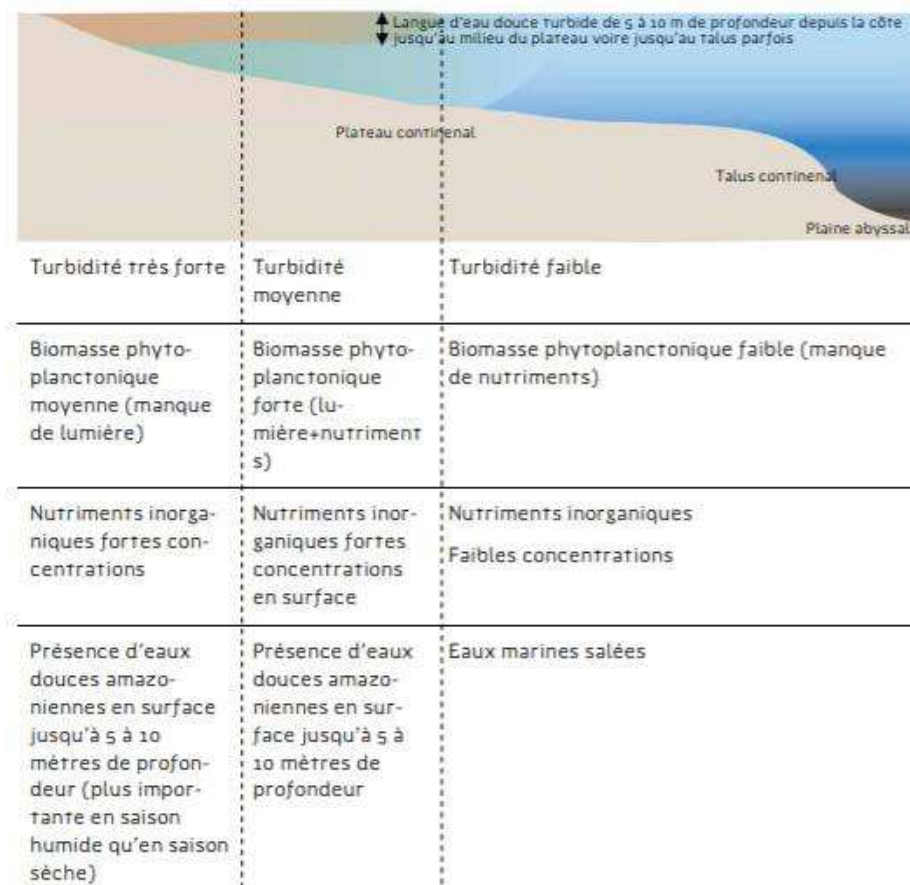 Langue d'eau douce turbide de 5 à 10 m de profondeur depuis la côte
jusqu'au milieu du plateau voire jusqu'au talus parfois
Plateau continenal
Talus continenal
Plaine abyssal
Turbidité très forte
Turbidité
moyenne
Turbidité faible
Biomasse phyto-
planctonique
moyenne (manque
de lumière)
Biomasse phyto-
planctonique
forte (lu-
mière+nutriment
s)
Biomasse phytoplanctonique faible (manque
de nutriments)
Nutriments inorga-
niques fortes con-
centrations
Nutriments inor-
ganiques fortes
concentrations
en surface
Nutriments inorganiques
Faibles concentrations
Présence d'eaux
douces amazo-
niennes en surface
jusqu'à 5 à 10
mètres de profon-
deur (plus impor-
tante en saison
humide qu'en saison
sèche)
Présence d'eaux
douces amazo-
niennes en sur-
face jusqu'à 5 à
10 mètres de
profondeur
Eaux marines salées